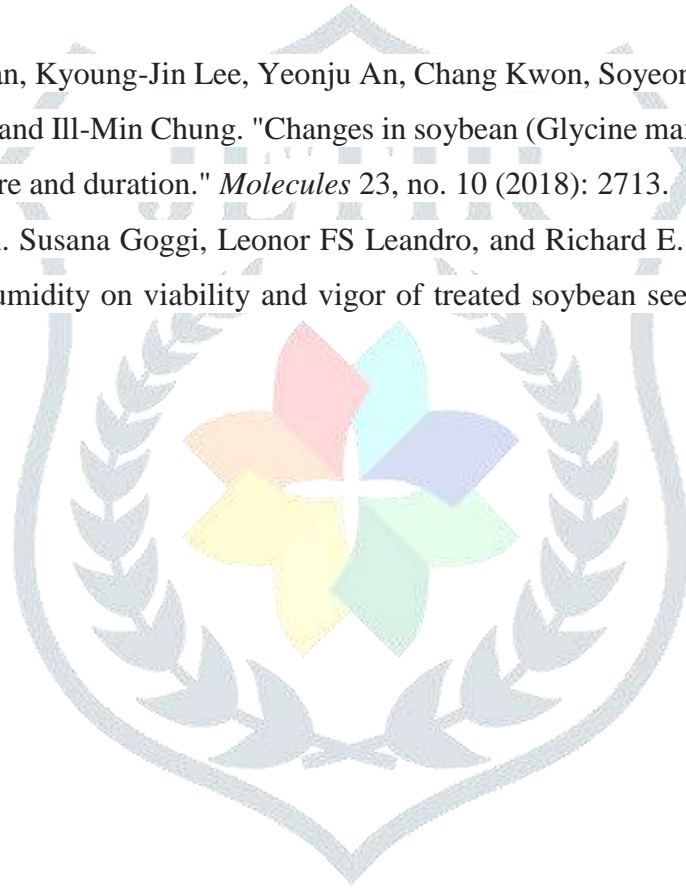 an, Kyoung-Jin Lee, Yeonju An, Chang Kwon, Soyeon
and Ill-Min Chung. "Changes in soybean (Glycine max
re and duration." Molecules 23, no. 10 (2018): 2713.
. Susana Goggi, Leonor FS Leandro, and Richard E.
umidity on viability and vigor of treated soybean see
JETIR